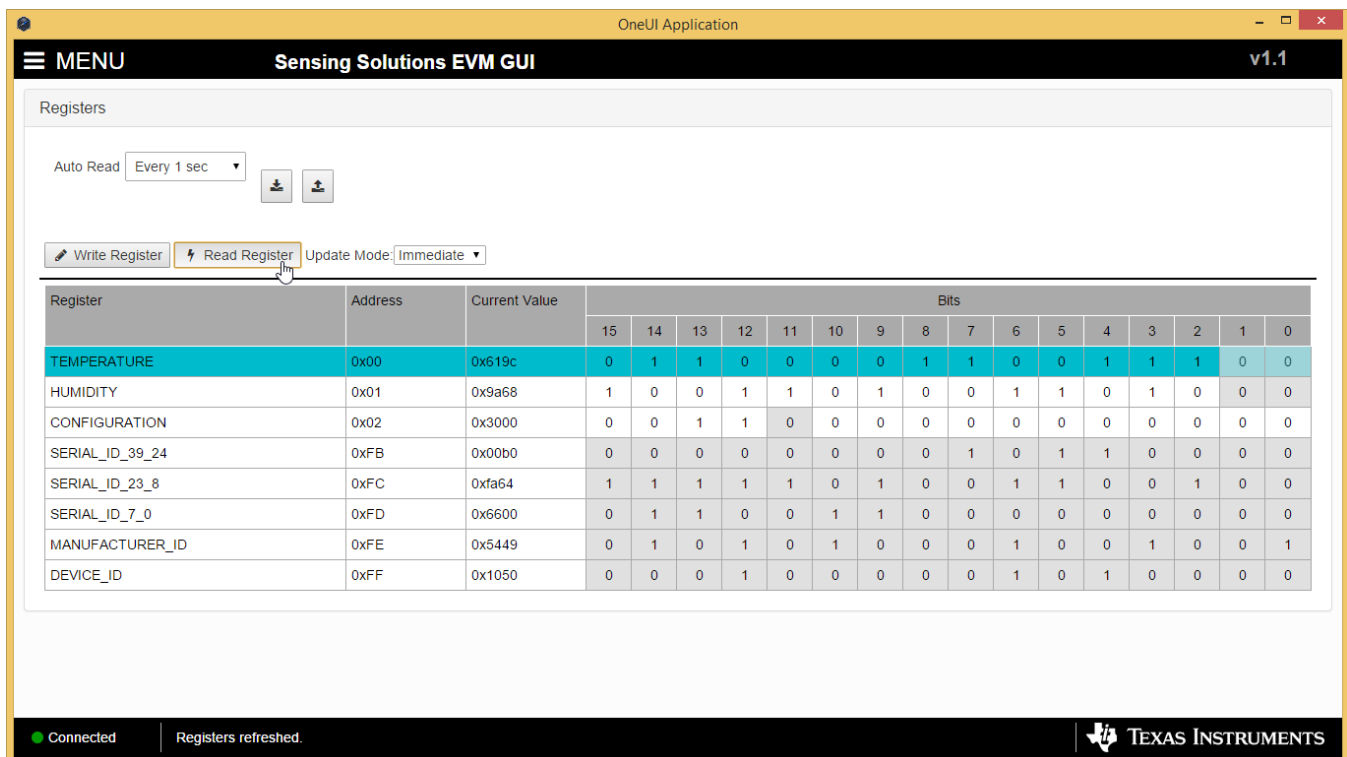 OneUI Application
MENU Sensing Solutions EVM GUI v1.1
Registers
Auto Read Every 1 sec
Write Register Read Register Update Mode: Immediate
Register Address Current Value Bits
15 14 13 12 11 10 9 8 7 6 5 4 3 2 1 0
TEMPERATURE 0x00 0x619c 0 1 1 0 0 0 0 1 1 0 0 1 1 1 0 0
HUMIDITY 0x01 0x9a68 1 0 0 1 1 0 1 0 0 1 1 0 1 0 0 0
CONFIGURATION 0x02 0x3000 0 0 1 1 0 0 0 0 0 0 0 0 0 0 0 0
SERIAL_ID_39_24 0xFB 0x00b0 0 0 0 0 0 0 0 0 1 0 1 1 0 0 0 0
SERIAL_ID_23_8 0xFC 0xfa64 1 1 1 1 1 0 1 0 0 1 1 0 0 1 0 0
SERIAL_ID_7_0 0xFD 0x6600 0 1 1 0 0 1 1 0 0 0 0 0 0 0 0 0
MANUFACTURER_ID 0xFE 0x5449 0 1 0 1 0 1 0 0 0 1 0 0 1 0 0 1
DEVICE_ID 0xFF 0x1050 0 0 0 1 0 0 0 0 0 1 0 1 0 0 0 0
Connected Registers refreshed. TEXAS INSTRUMENTS